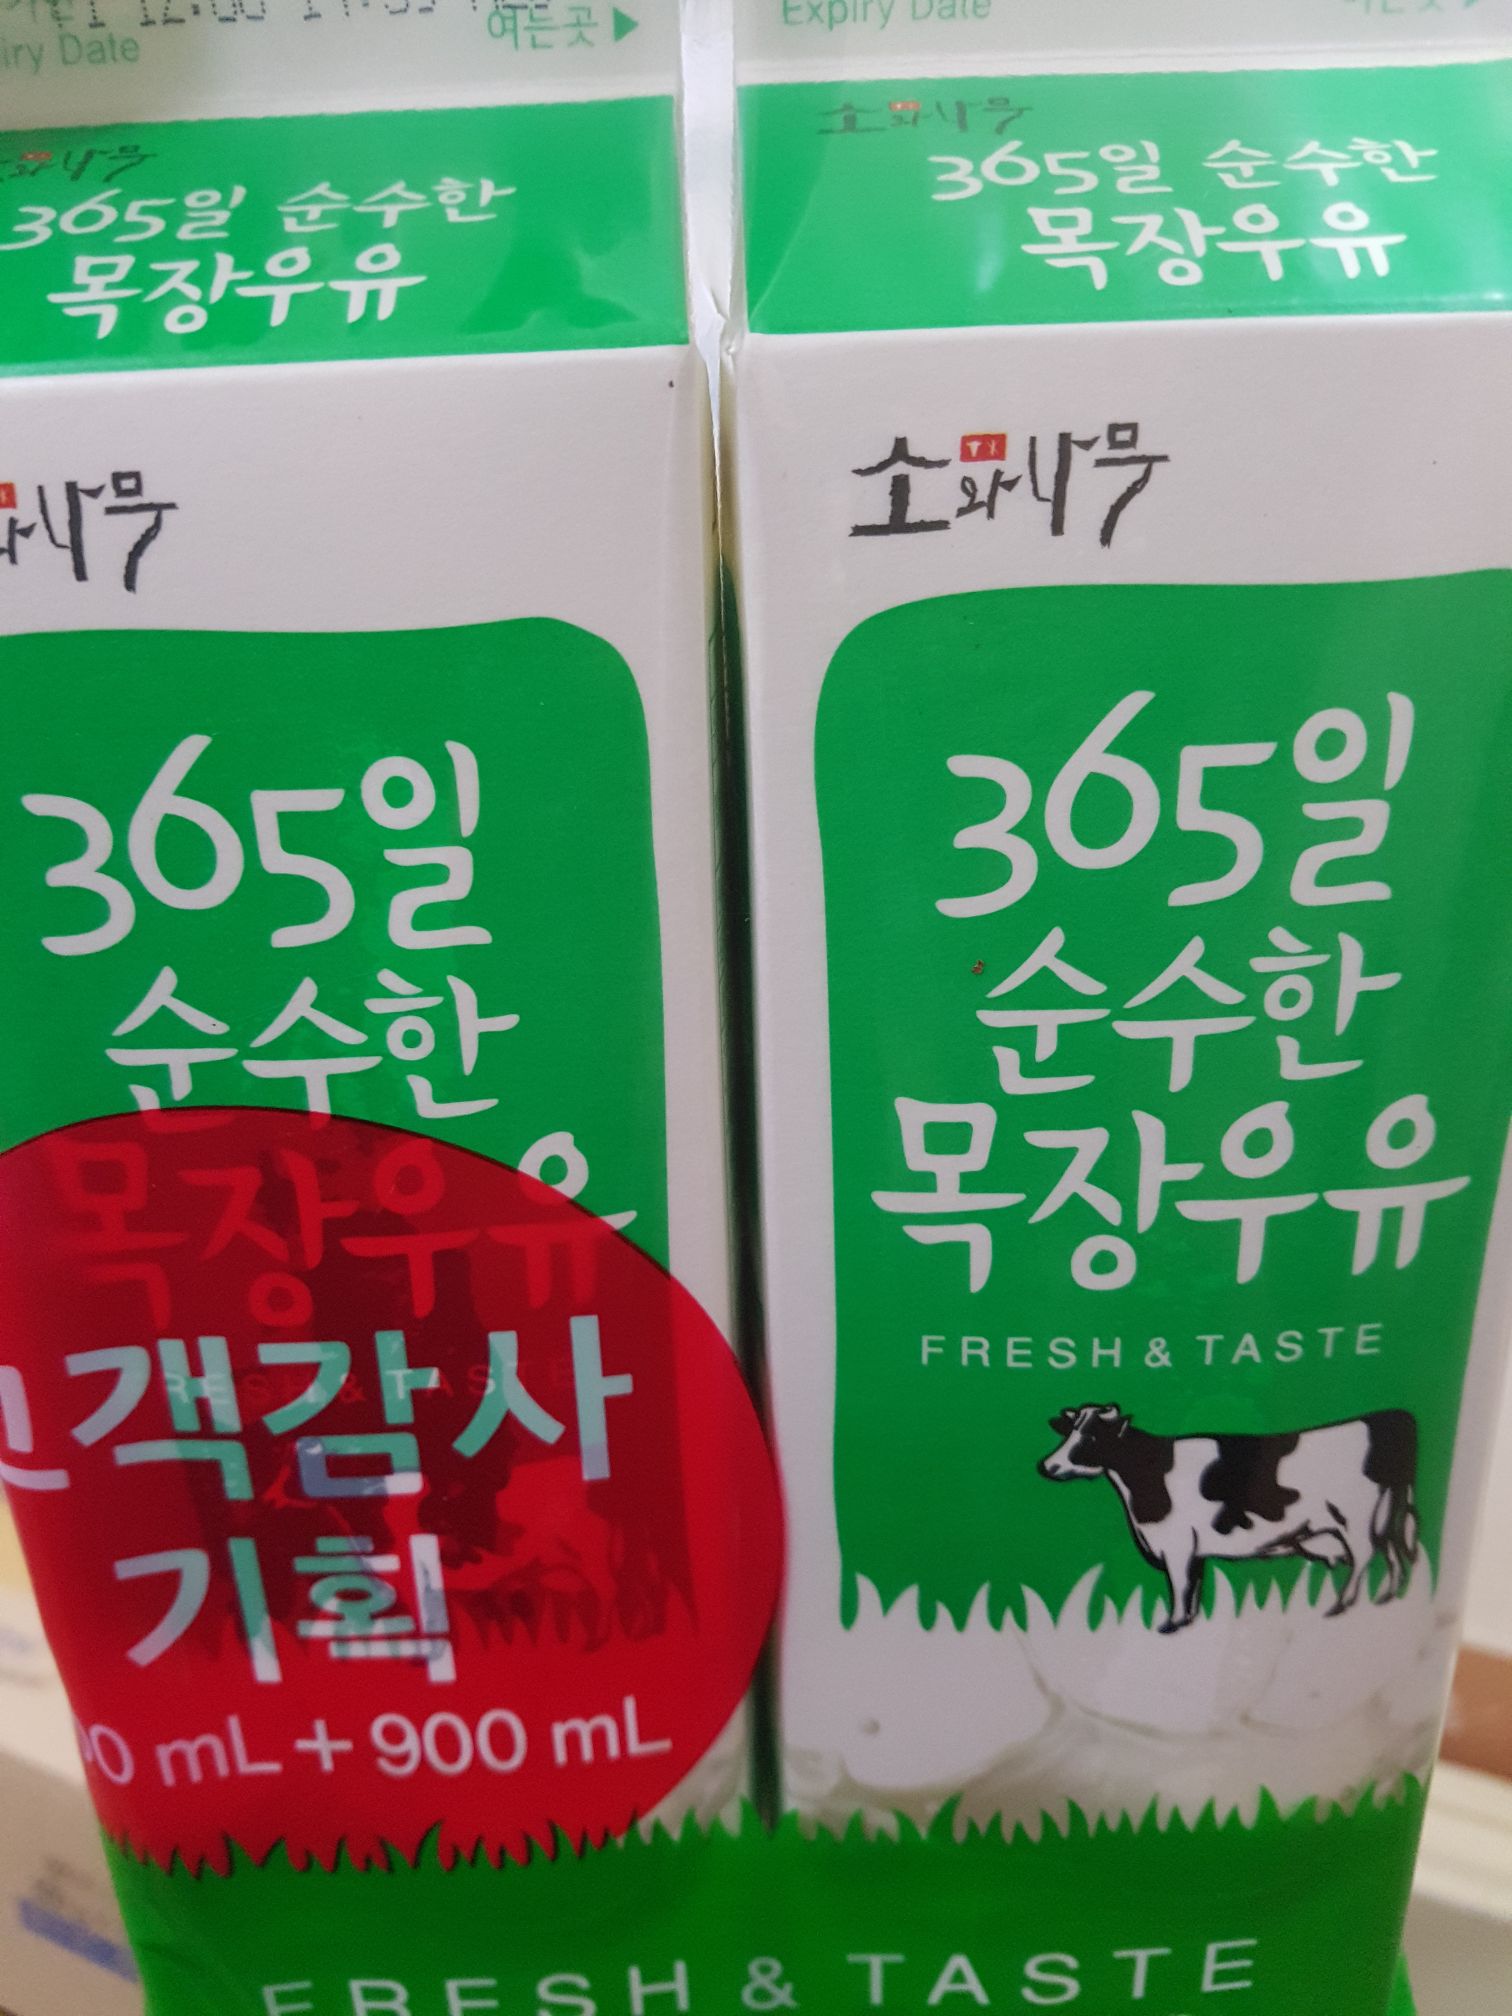 iry Date
여는곳▶
Expiry Date
소와나무
365일 순수한
목장우유
소와나무
365일 순수한
목장우유
소와나무
365일
순수한
목장우유
객감사
기획
0 mL + 900 mL
소와나무
365일
순수한
목장우유
FRESH & TASTE
FRESH & TASTE